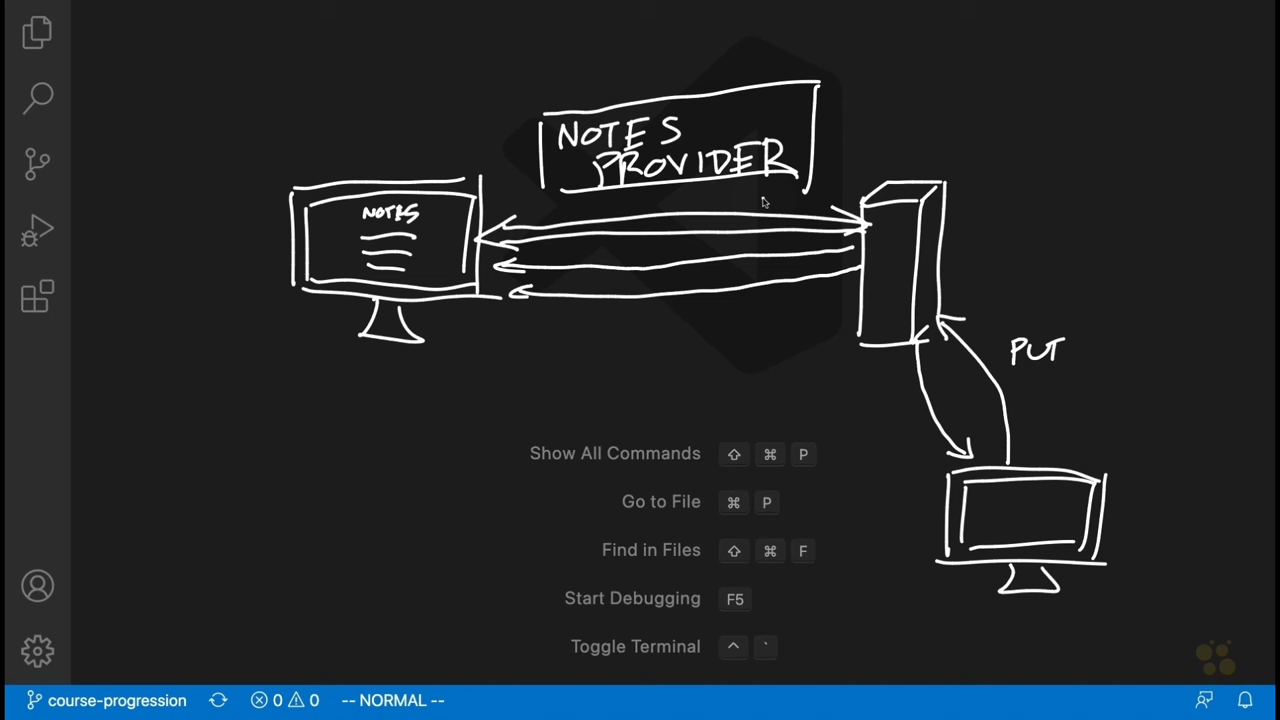 NOTES
PROVIDER
NOTES
PUT
Show All Commands ⇧ ⌘ P
Go to File ⌘ P
Find in Files ⇧ ⌘ F
Start Debugging F5
Toggle Terminal ^ `
course-progression 0 0 -- NORMAL --